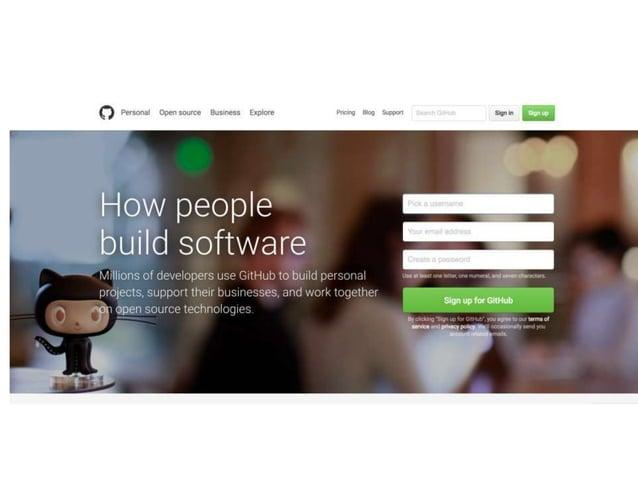 Personal Open source Business Explore
Pricing Blog Support Search GitHub Sign in Sign up
How people
build software
Millions of developers use GitHub to build personal
projects, support their businesses, and work together
on open source technologies.
Pick a username
Your email address
Create a password
Use at least one letter, one numeral, and seven characters.
Sign up for GitHub
By clicking "Sign up for GitHub", you agree to our terms of
service and privacy policy. We'll occasionally send you
account related emails.